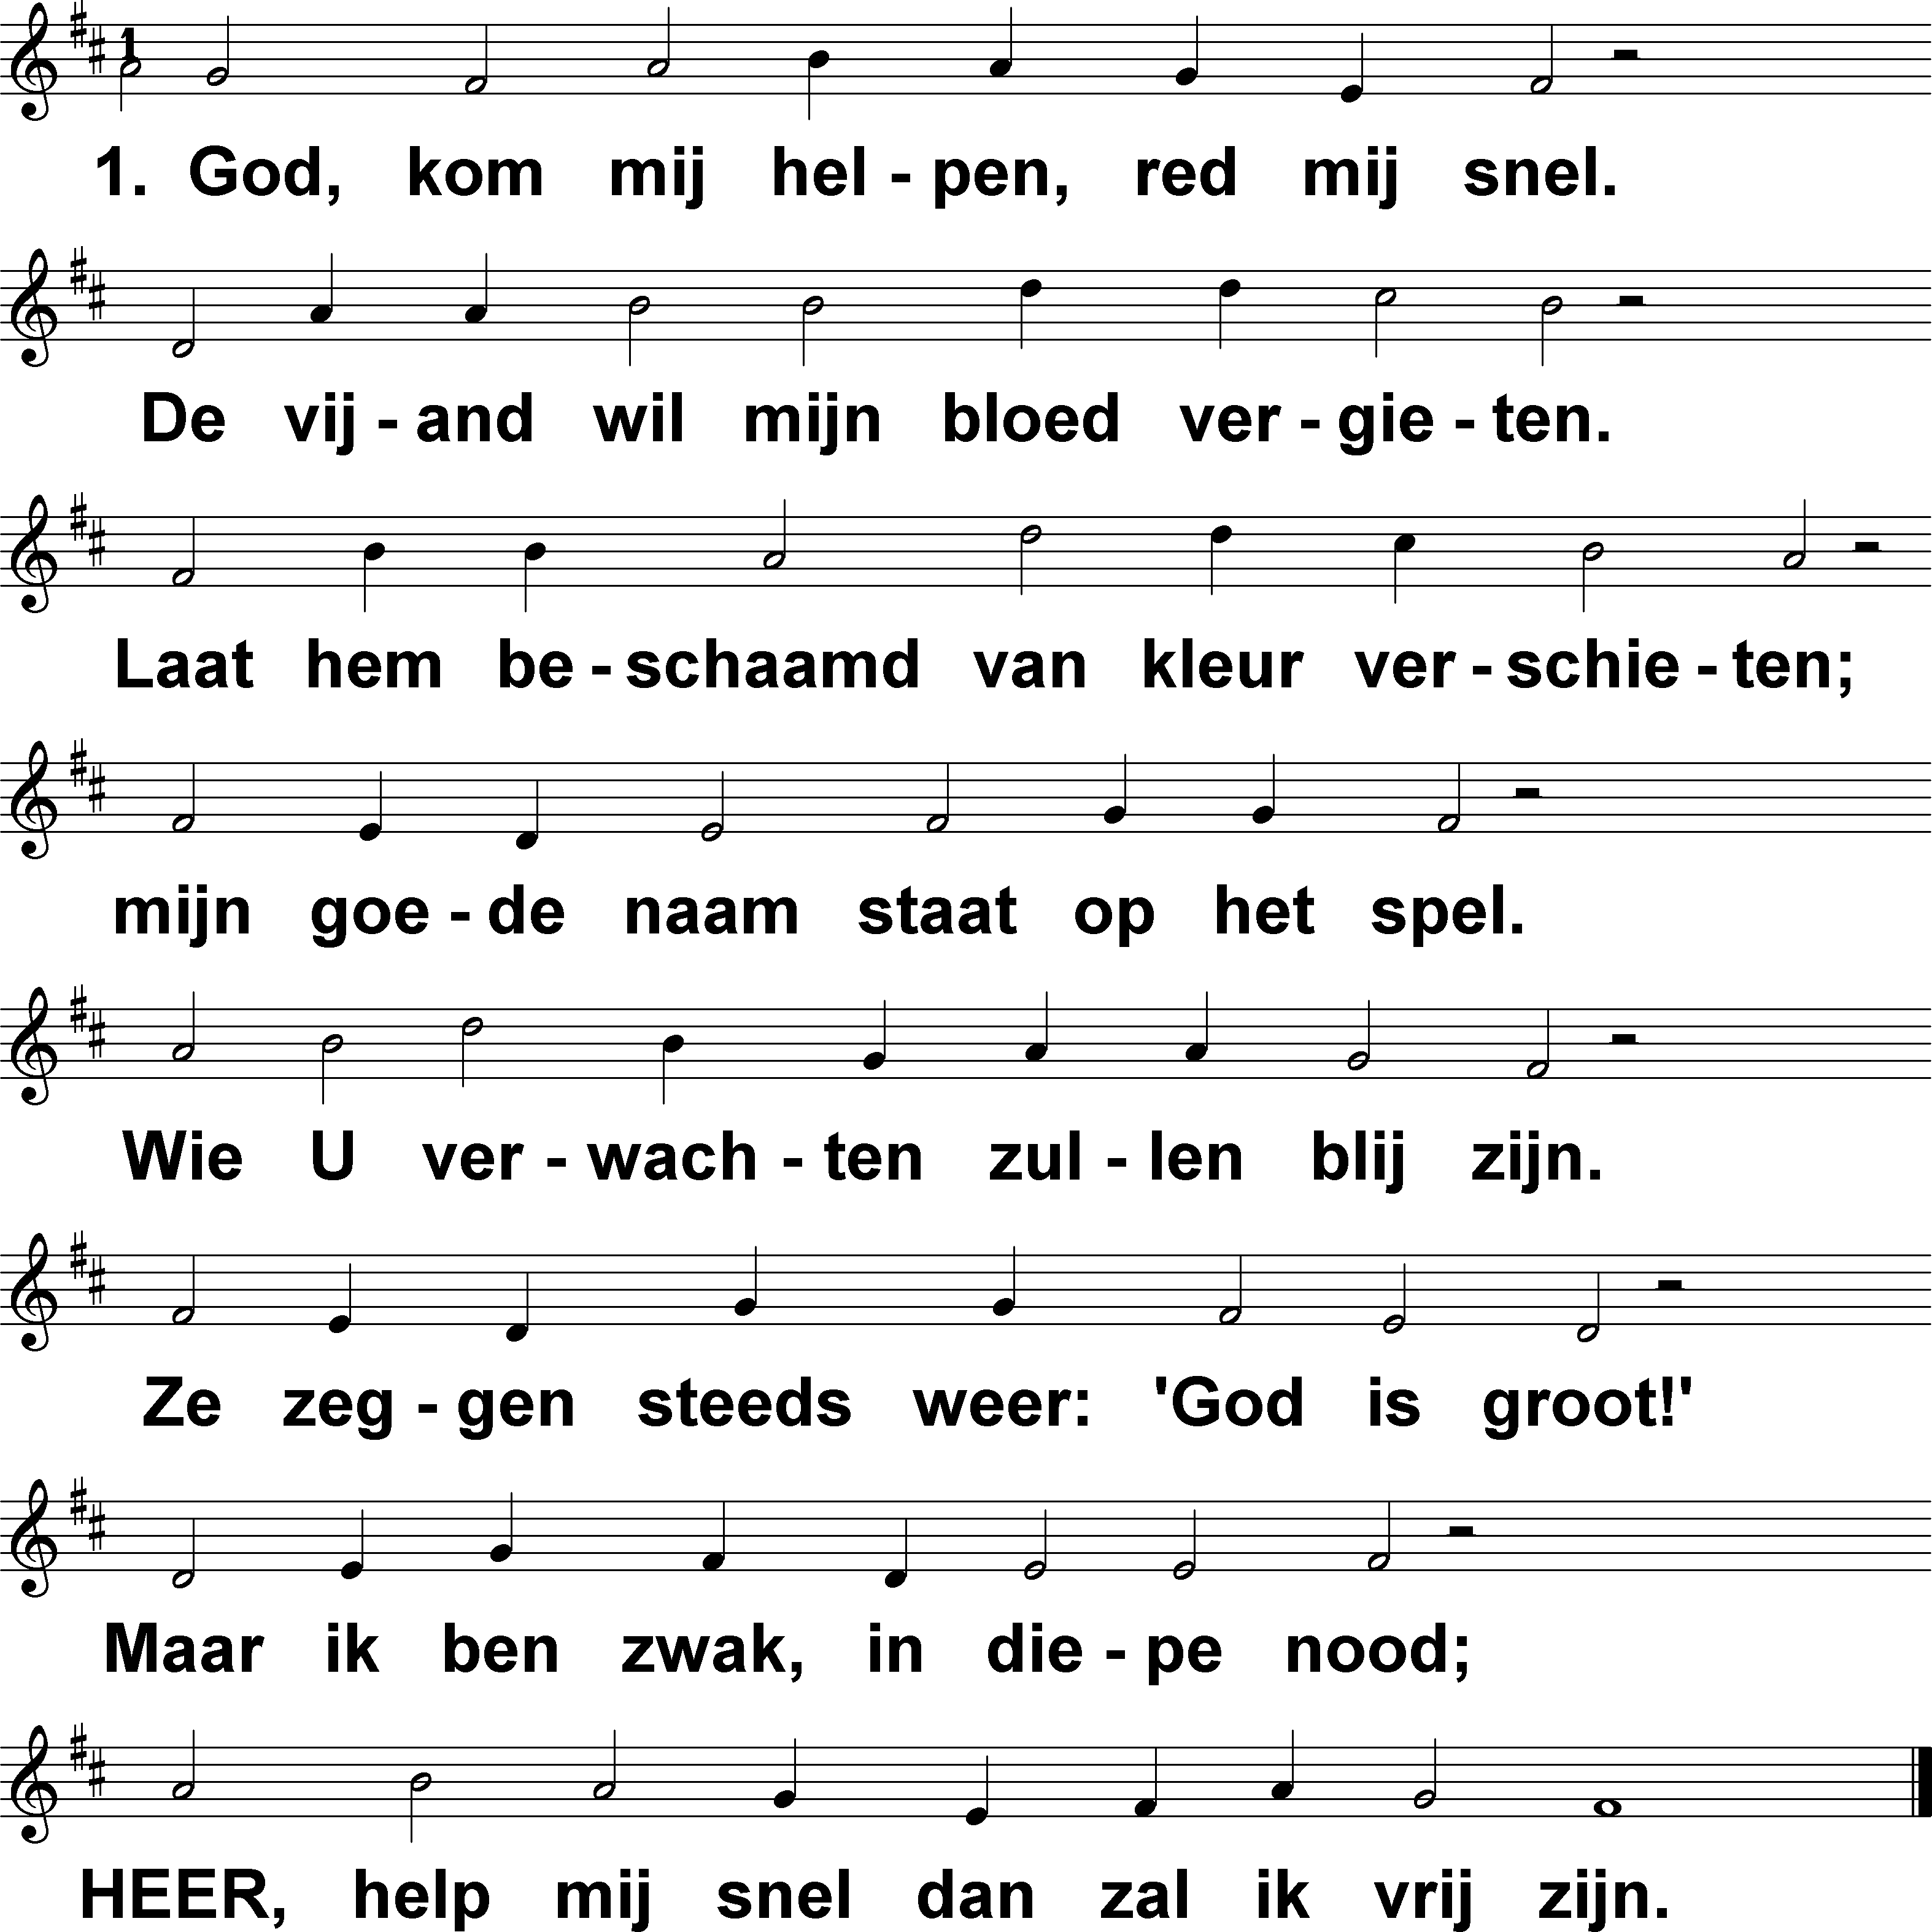 1
1. God, kom mij hel - pen, red mij snel.
De vij - and wil mijn bloed ver - gie - ten.
Laat hem be - schaamd van kleur ver - schie - ten;
mijn goe - de naam staat op het spel.
Wie U ver - wach - ten zul - len blij zijn.
Ze zeg - gen steeds weer: 'God is groot!'
Maar ik ben zwak, in die - pe nood;
HEER, help mij snel dan zal ik vrij zijn.